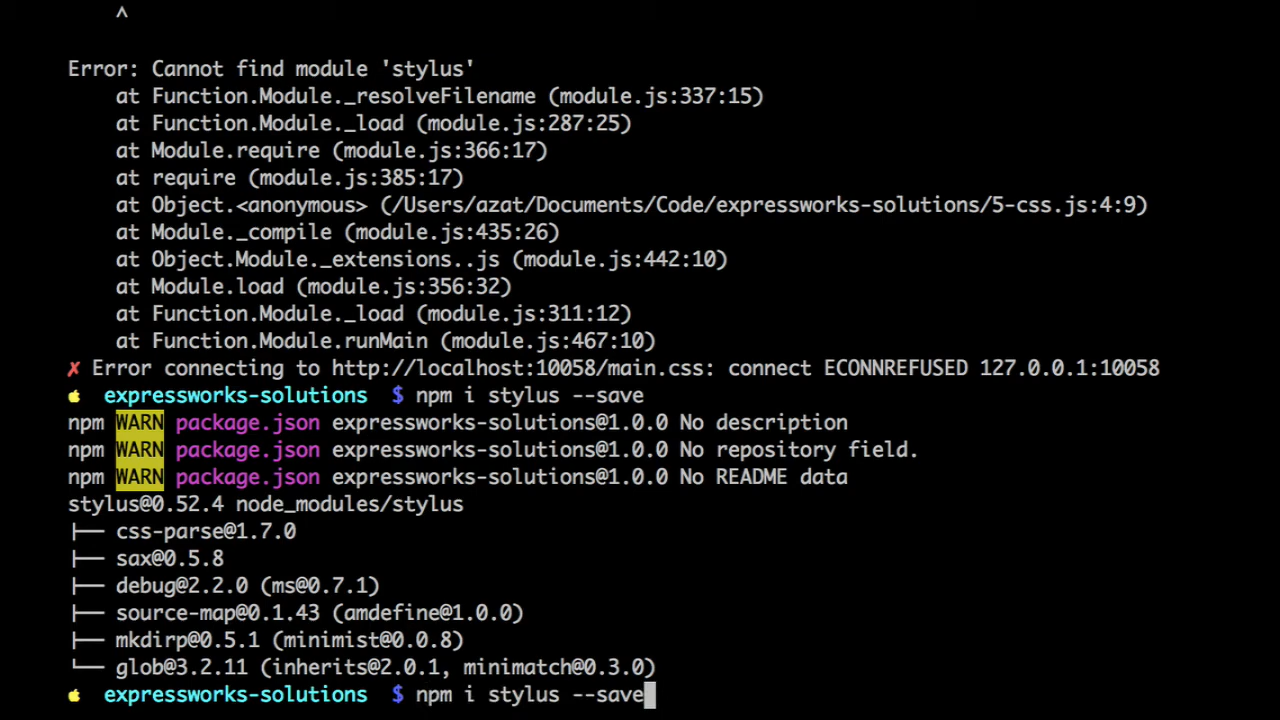 ^
Error: Cannot find module 'stylus'
at Function.Module._resolveFilename (module.js:337:15)
at Function.Module._load (module.js:287:25)
at Module.require (module.js:366:17)
at require (module.js:385:17)
at Object.<anonymous> (/Users/azat/Documents/Code/expressworks-solutions/5-css.js:4:9)
at Module._compile (module.js:435:26)
at Object.Module._extensions..js (module.js:442:10)
at Module.load (module.js:356:32)
at Function.Module._load (module.js:311:12)
at Function.Module.runMain (module.js:467:10)
✗ Error connecting to http://localhost:10058/main.css: connect ECONNREFUSED 127.0.0.1:10058
expressworks-solutions $ npm i stylus --save
npm WARN package.json expressworks-solutions@1.0.0 No description
npm WARN package.json expressworks-solutions@1.0.0 No repository field.
npm WARN package.json expressworks-solutions@1.0.0 No README data
stylus@0.52.4 node_modules/stylus
├── css-parse@1.7.0
├── sax@0.5.8
├── debug@2.2.0 (ms@0.7.1)
├── source-map@0.1.43 (amdefine@1.0.0)
├── mkdirp@0.5.1 (minimist@0.0.8)
└── glob@3.2.11 (inherits@2.0.1, minimatch@0.3.0)
expressworks-solutions $ npm i stylus --save